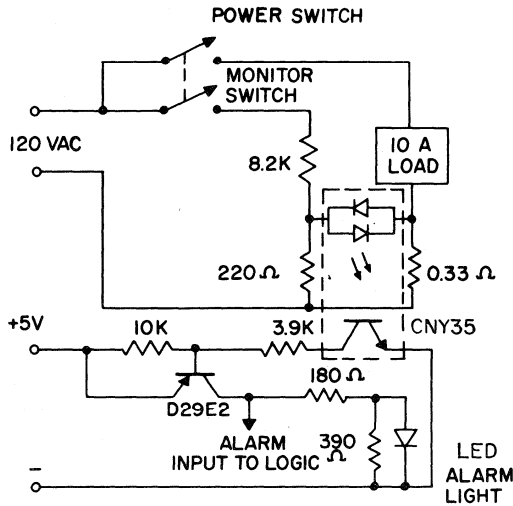 POWER SWITCH
MONITOR
SWITCH
120 VAC
8.2K
10 A
LOAD
220 Ω
0.33 Ω
+5V
10K
3.9K
CNY35
D29E2
180 Ω
ALARM
INPUT TO LOGIC
390
Ω
LED
ALARM
LIGHT
–